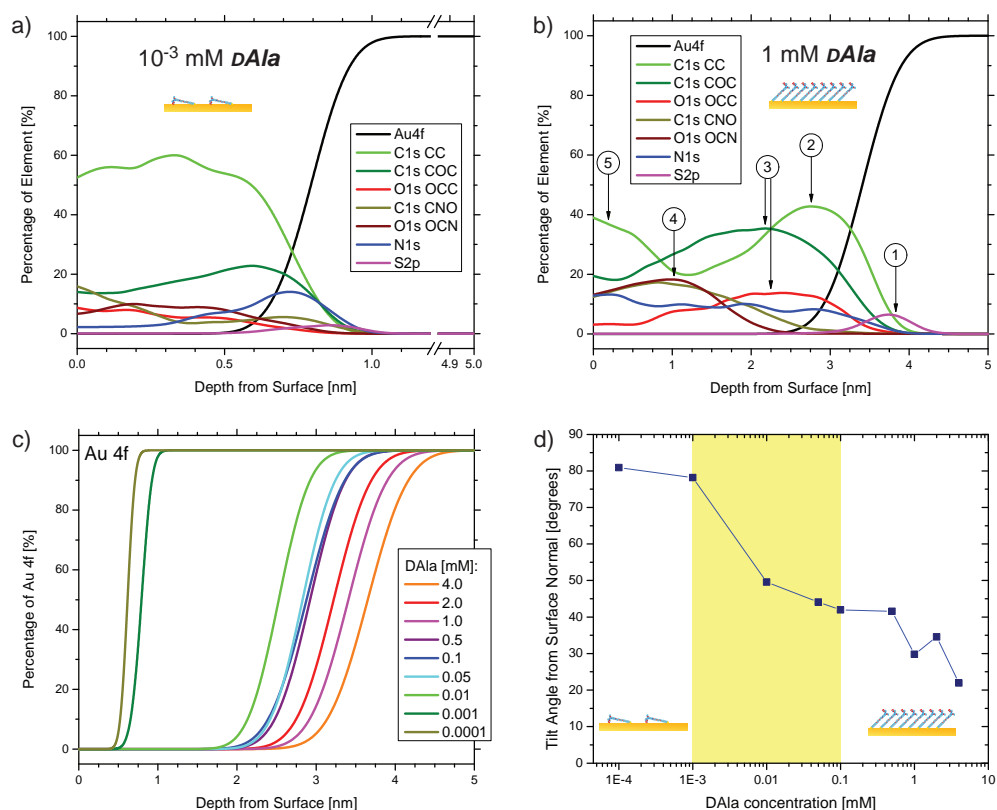 a)
10⁻³ mM DAla
Percentage of Element [%]
100
80
60
40
20
0
Au4f
C1s CC
C1s COC
O1s OCC
C1s CNO
O1s OCN
N1s
S2p
0.0
0.5
1.0
4.9
5.0
Depth from Surface [nm]
b)
1 mM DAla
Percentage of Element [%]
100
80
60
40
20
0
Au4f
C1s CC
C1s COC
O1s OCC
C1s CNO
O1s OCN
N1s
S2p
5
4
3
2
1
0
1
2
3
4
5
Depth from Surface [nm]
c)
Au 4f
Percentage of Au 4f [%]
100
80
60
40
20
0
DAla [mM]:
4.0
2.0
1.0
0.5
0.1
0.05
0.01
0.001
0.0001
0
1
2
3
4
5
Depth from Surface [nm]
d)
Tilt Angle from Surface Normal [degrees]
90
80
70
60
50
40
30
20
10
0
1E-4
1E-3
0.01
0.1
1
10
DAla concentration [mM]